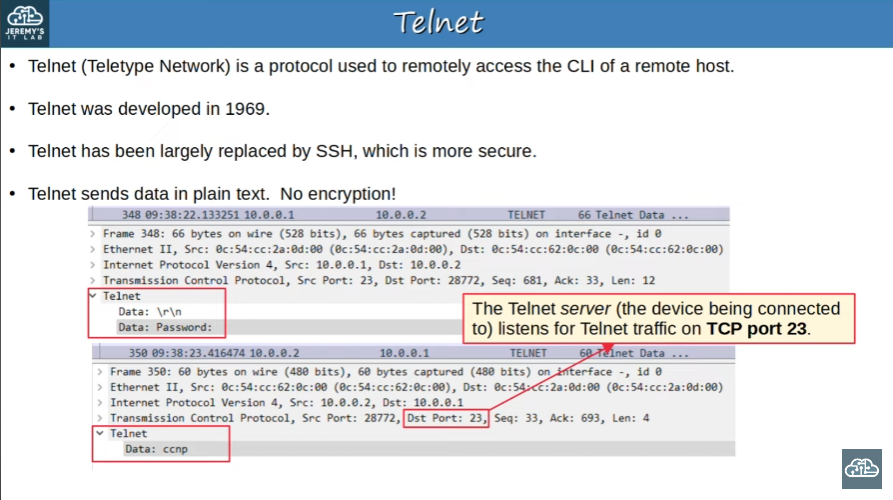 JEREMY'S
IT LAB
Telnet
• Telnet (Teletype Network) is a protocol used to remotely access the CLI of a remote host.
• Telnet was developed in 1969.
• Telnet has been largely replaced by SSH, which is more secure.
• Telnet sends data in plain text. No encryption!
348 09:38:22.133251 10.0.0.1 10.0.0.2 TELNET 66 Telnet Data ...
> Frame 348: 66 bytes on wire (528 bits), 66 bytes captured (528 bits) on interface -, id 0
> Ethernet II, Src: 0c:54:cc:2a:0d:00 (0c:54:cc:2a:0d:00), Dst: 0c:54:cc:62:0c:00 (0c:54:cc:62:0c:00)
> Internet Protocol Version 4, Src: 10.0.0.1, Dst: 10.0.0.2
> Transmission Control Protocol, Src Port: 23, Dst Port: 28772, Seq: 681, Ack: 33, Len: 12
Telnet
Data: \r\n
Data: Password:
The Telnet server (the device being connected
to) listens for Telnet traffic on TCP port 23.
350 09:38:23.416474 10.0.0.2 10.0.0.1 TELNET 60 Telnet Data ...
> Frame 350: 60 bytes on wire (480 bits), 60 bytes captured (480 bits) on interface -, id 0
> Ethernet II, Src: 0c:54:cc:62:0c:00 (0c:54:cc:62:0c:00), Dst: 0c:54:cc:2a:0d:00 (0c:54:cc:2a:0d:00)
> Internet Protocol Version 4, Src: 10.0.0.2, Dst: 10.0.0.1
> Transmission Control Protocol, Src Port: 28772, Dst Port: 23, Seq: 33, Ack: 693, Len: 4
Telnet
Data: ccnp